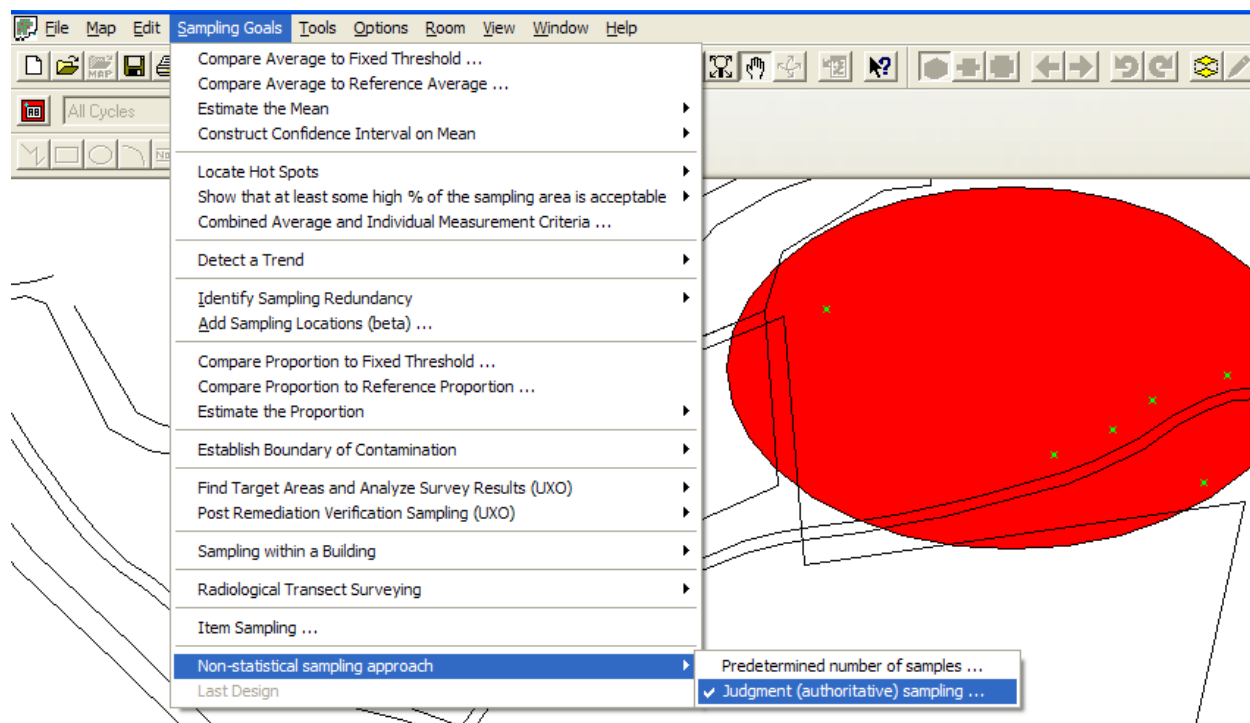 File Map Edit Sampling Goals Tools Options Room View Window Help
MAP
AB All Cycles
Compare Average to Fixed Threshold ...
Compare Average to Reference Average ...
Estimate the Mean
Construct Confidence Interval on Mean
Locate Hot Spots
Show that at least some high % of the sampling area is acceptable
Combined Average and Individual Measurement Criteria ...
Detect a Trend
Identify Sampling Redundancy
Add Sampling Locations (beta) ...
Compare Proportion to Fixed Threshold ...
Compare Proportion to Reference Proportion ...
Estimate the Proportion
Establish Boundary of Contamination
Find Target Areas and Analyze Survey Results (UXO)
Post Remediation Verification Sampling (UXO)
Sampling within a Building
Radiological Transect Surveying
Item Sampling ...
Non-statistical sampling approach
Predetermined number of samples ...
Last Design
Judgment (authoritative) sampling ...